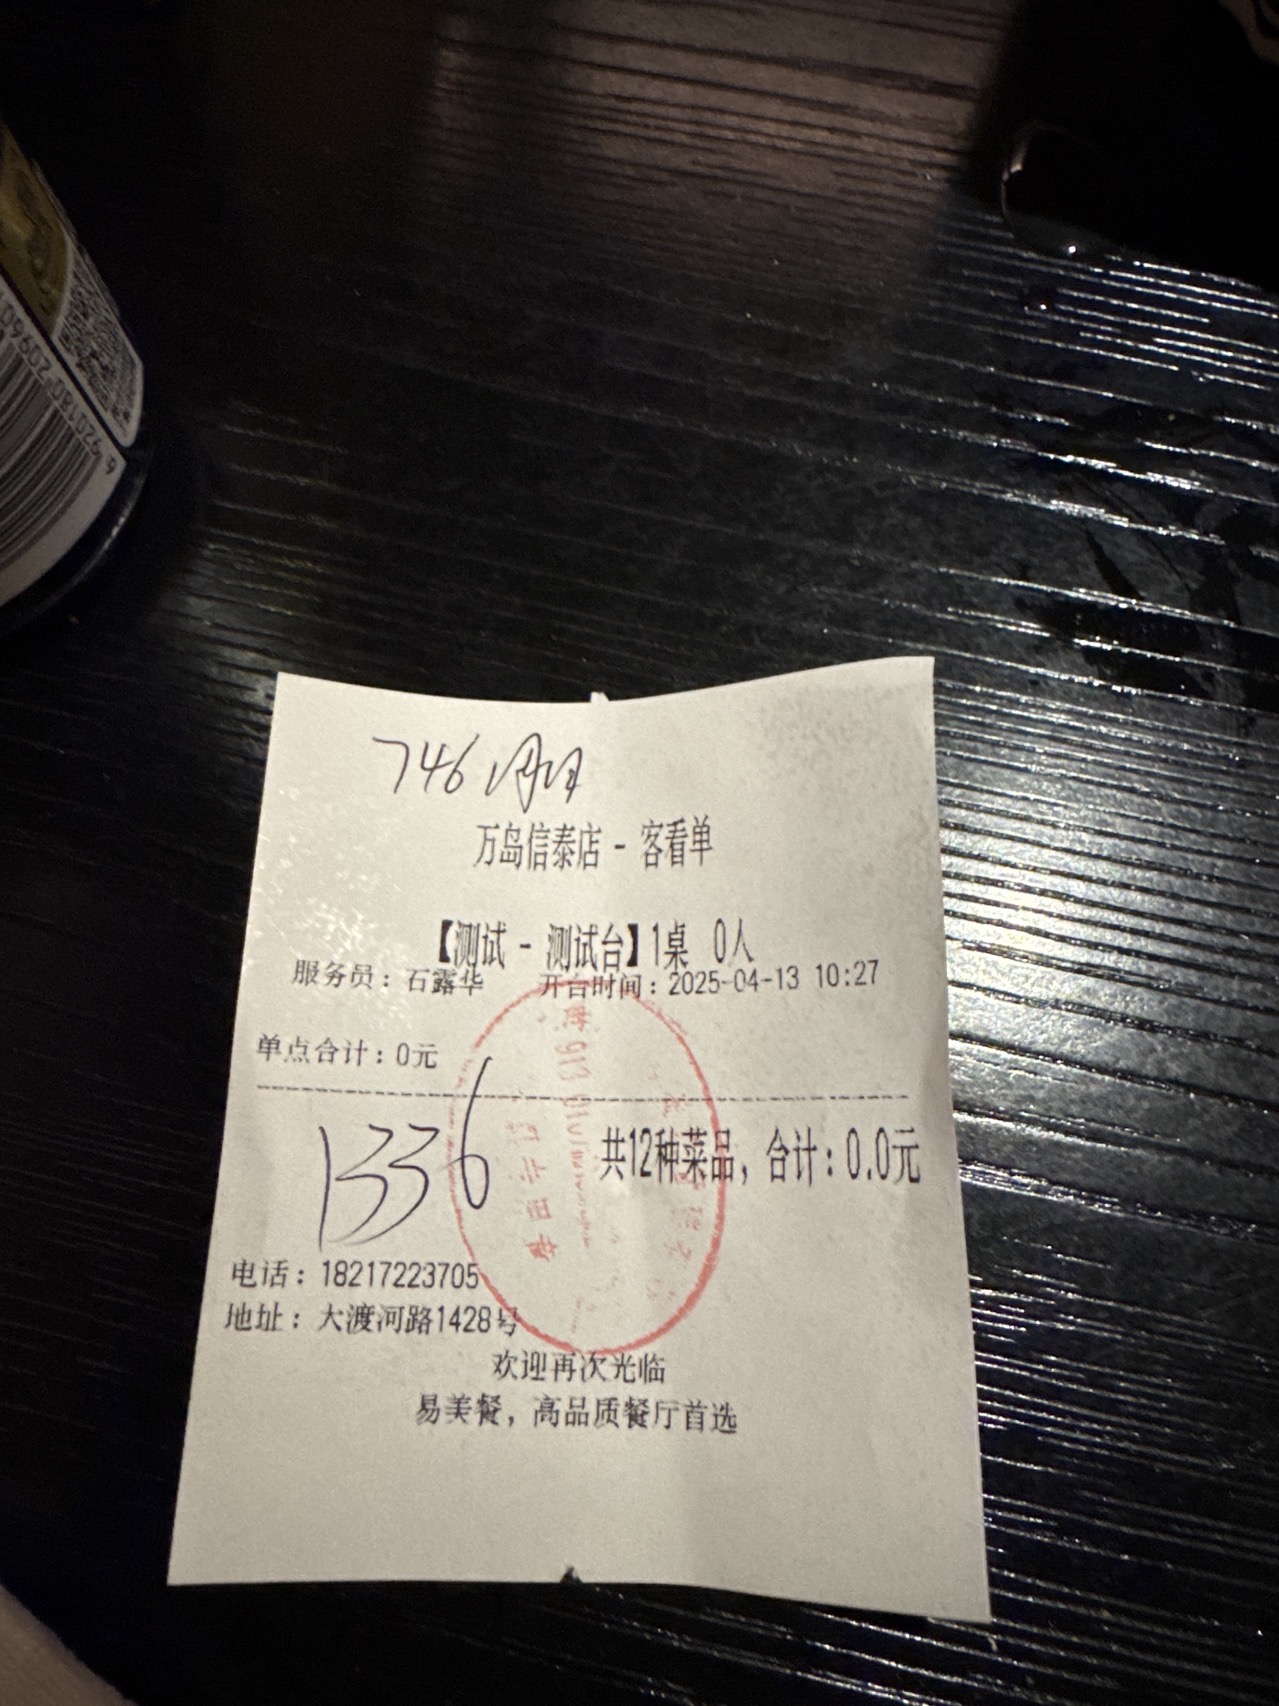 746
万岛信泰店 - 客看单
【测试 - 测试台】1桌 0人
服务员：石露华 开台时间：2025-04-13 10:27
单点合计：0元
1336
共12种菜品，合计：0.0元
电话：18217223705
地址：大渡河路1428号
欢迎再次光临
易美餐，高品质餐厅首选